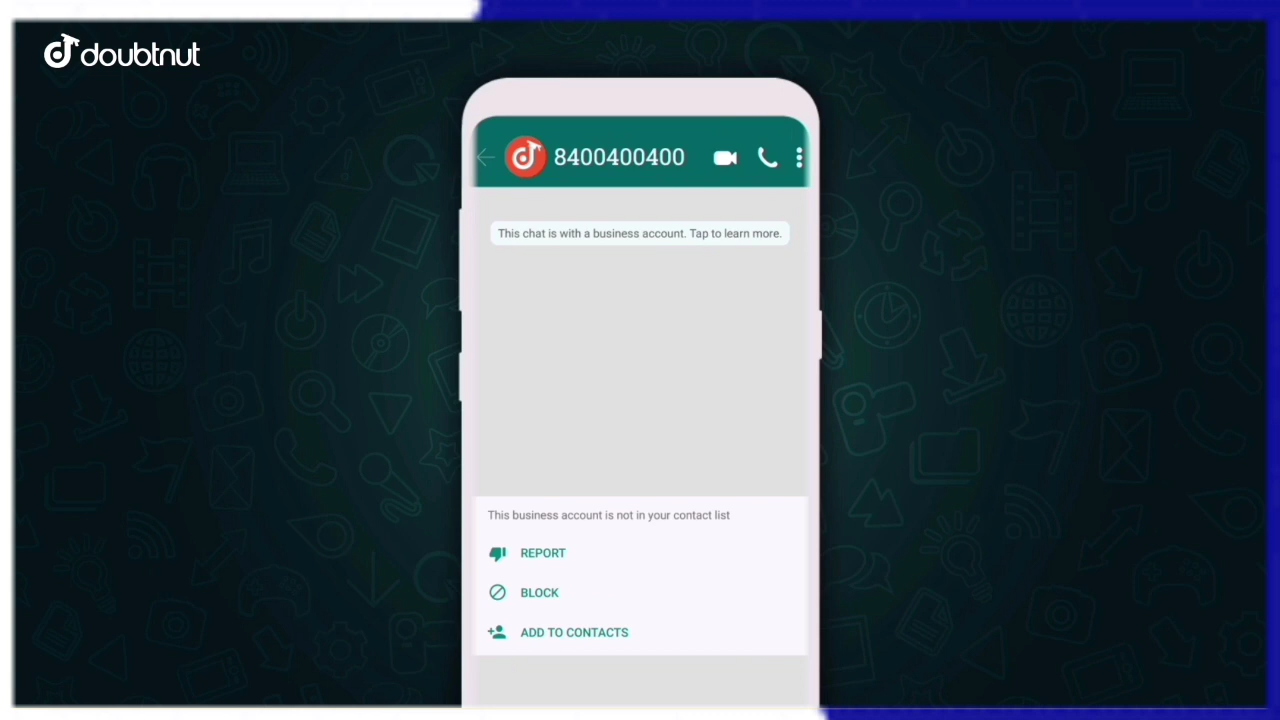 doubtnut
8400400400
This chat is with a business account. Tap to learn more.
This business account is not in your contact list
REPORT
BLOCK
ADD TO CONTACTS